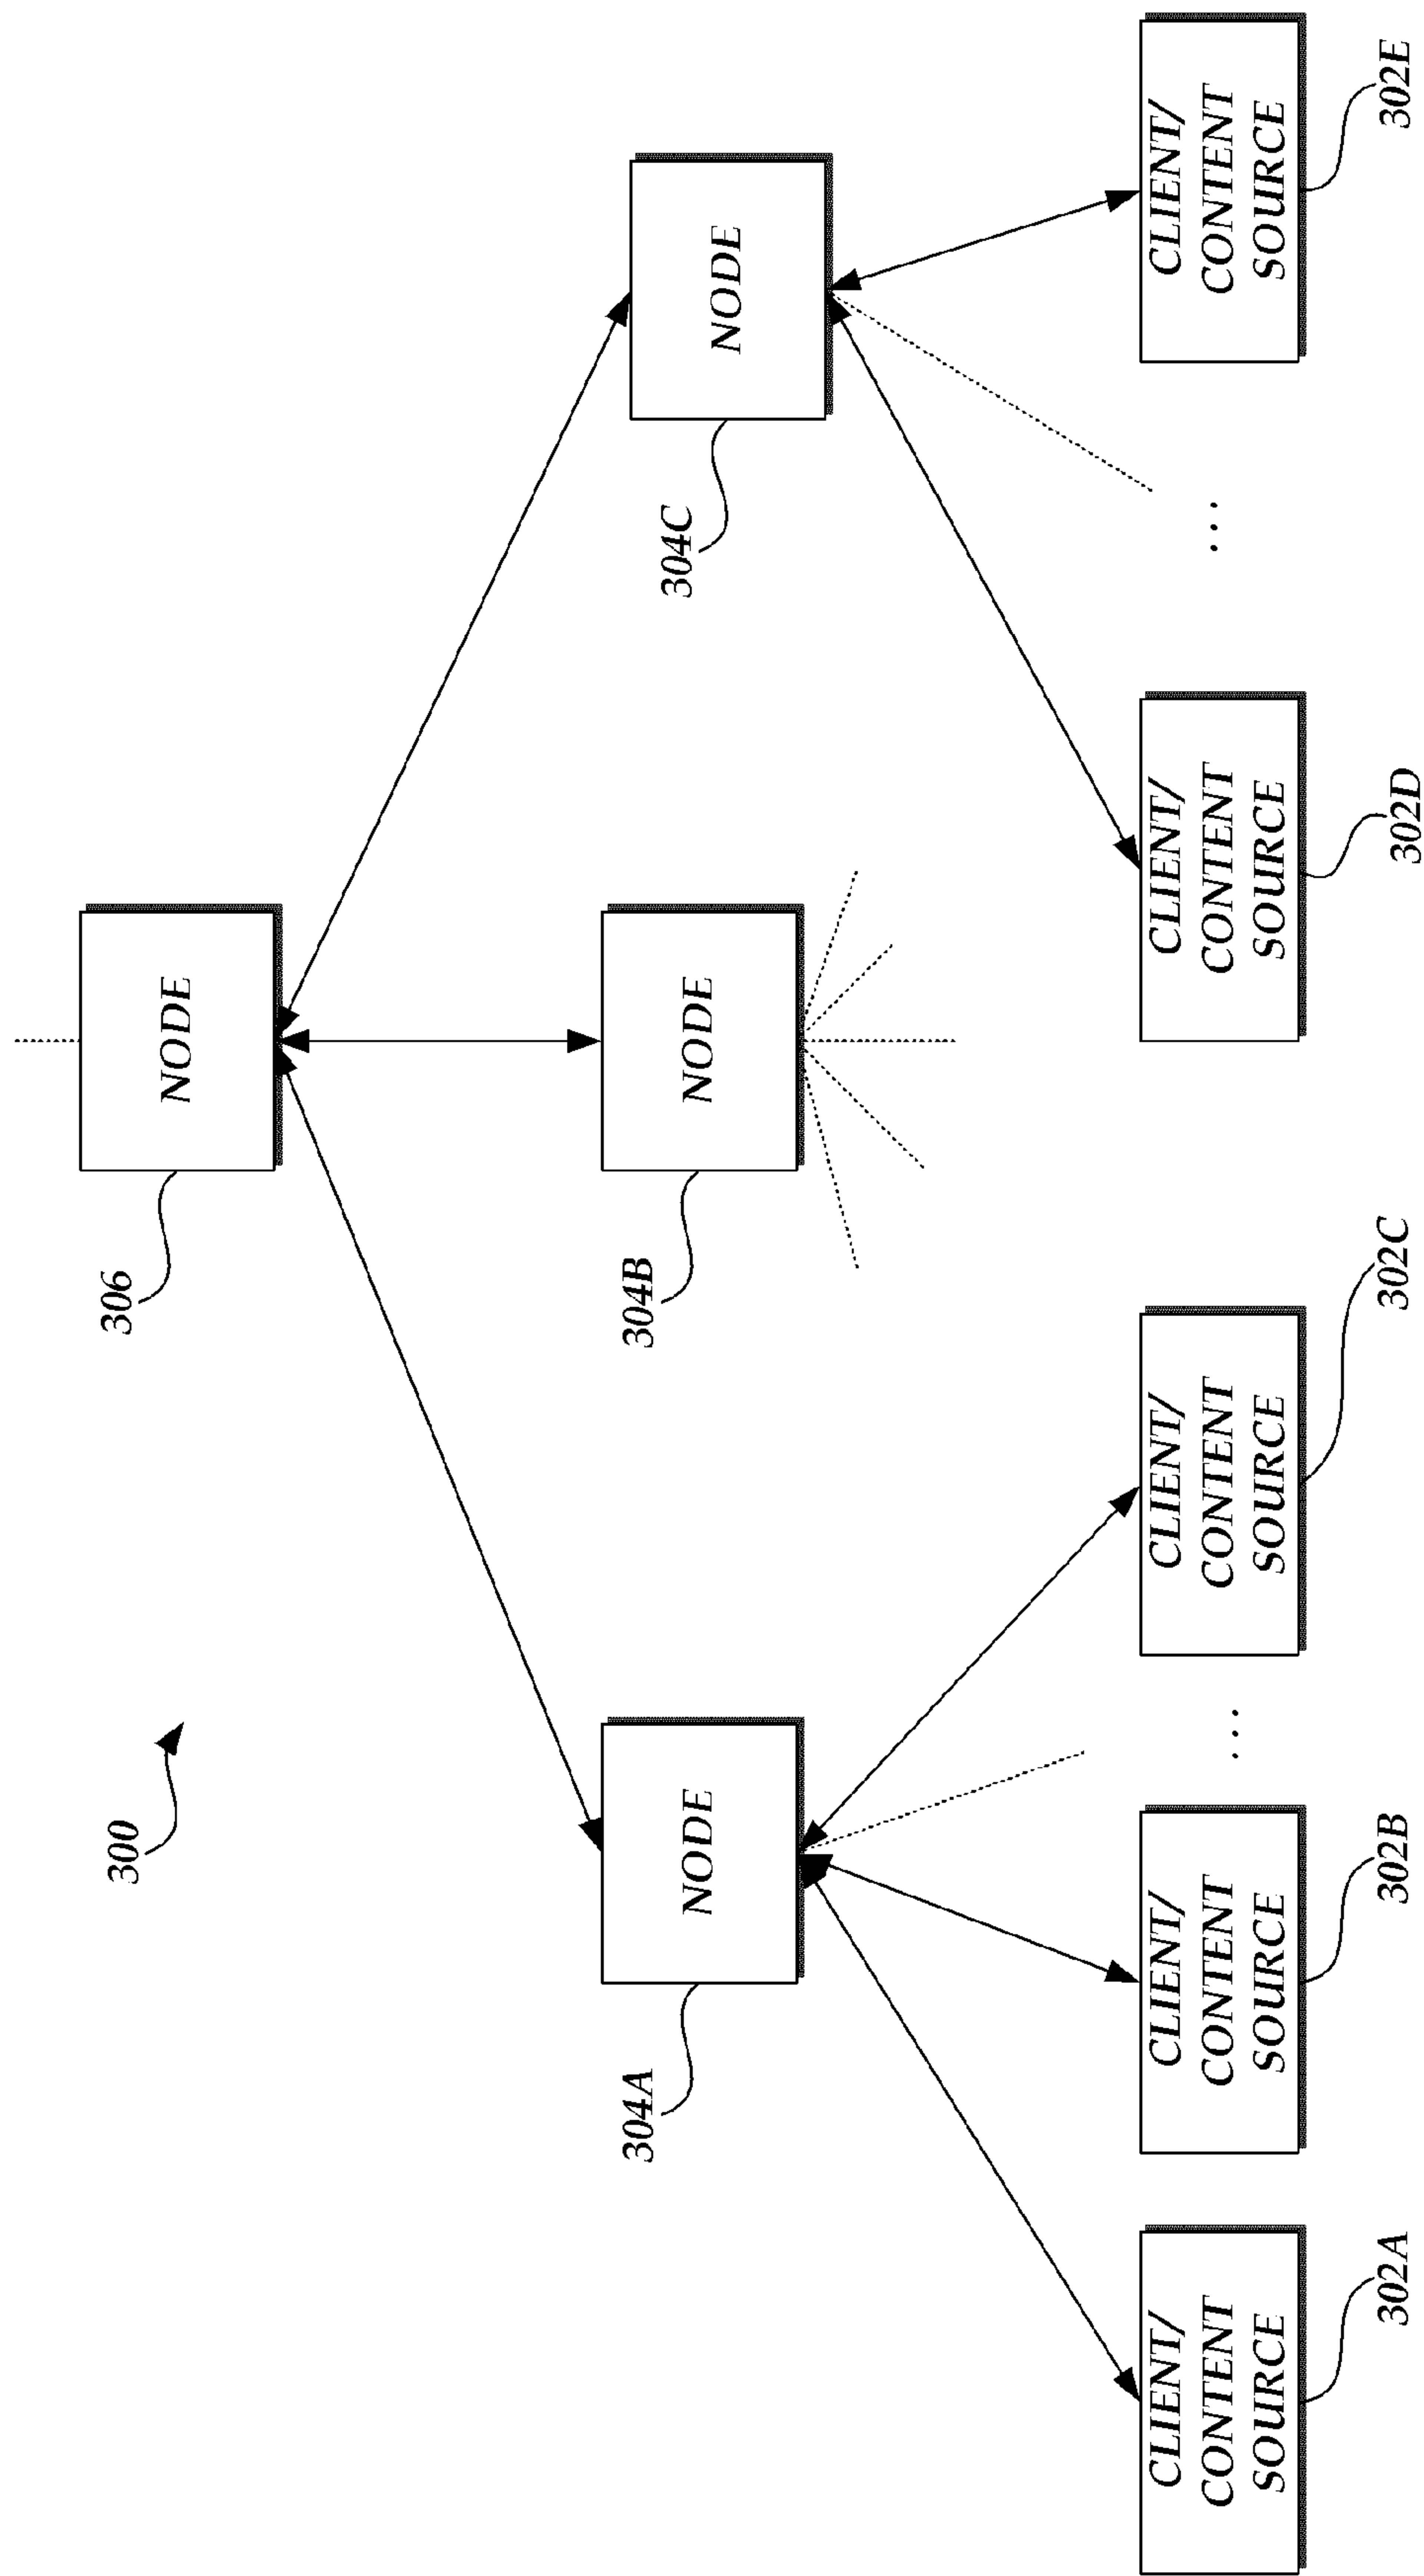 300
306
NODE
304A
NODE
304B
NODE
304C
NODE
CLIENT/
CONTENT
SOURCE
302A
CLIENT/
CONTENT
SOURCE
302B
...
CLIENT/
CONTENT
SOURCE
302C
CLIENT/
CONTENT
SOURCE
302D
...
CLIENT/
CONTENT
SOURCE
302E